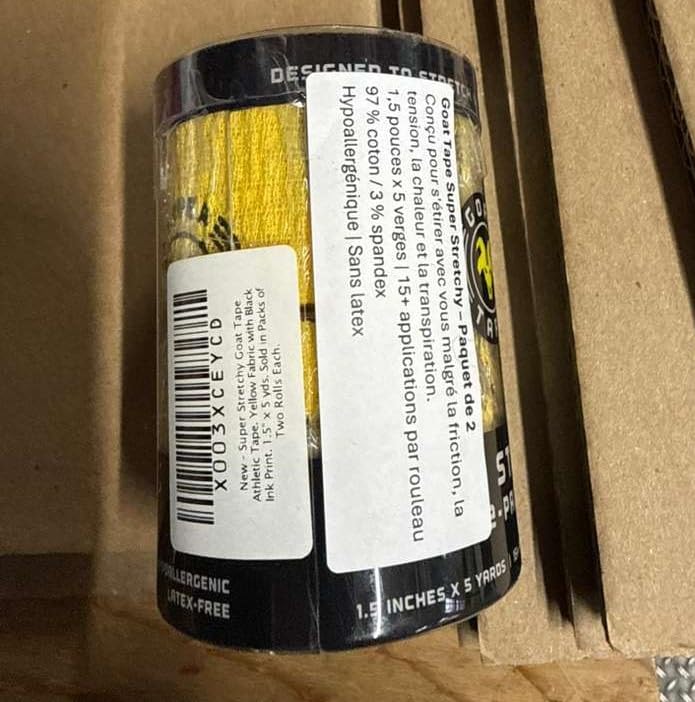 DESIGNED TO STRETCH
Goat Tape Super Stretchy – Paquet de 2
Conçu pour s'étirer avec vous malgré la friction, la
tension, la chaleur et la transpiration.
1,5 pouces x 5 verges | 15+ applications par rouleau
97 % coton / 3 % spandex
Hypoallergénique | Sans latex
X003XCEYCD
New - Super Stretchy Goat Tape
Athletic Tape. Yellow Fabric with Black
Ink Print. 1.5" x 5 yds. Sold in Packs of
Two Rolls Each.
LATEX-FREE
1.5 INCHES X 5 YARDS